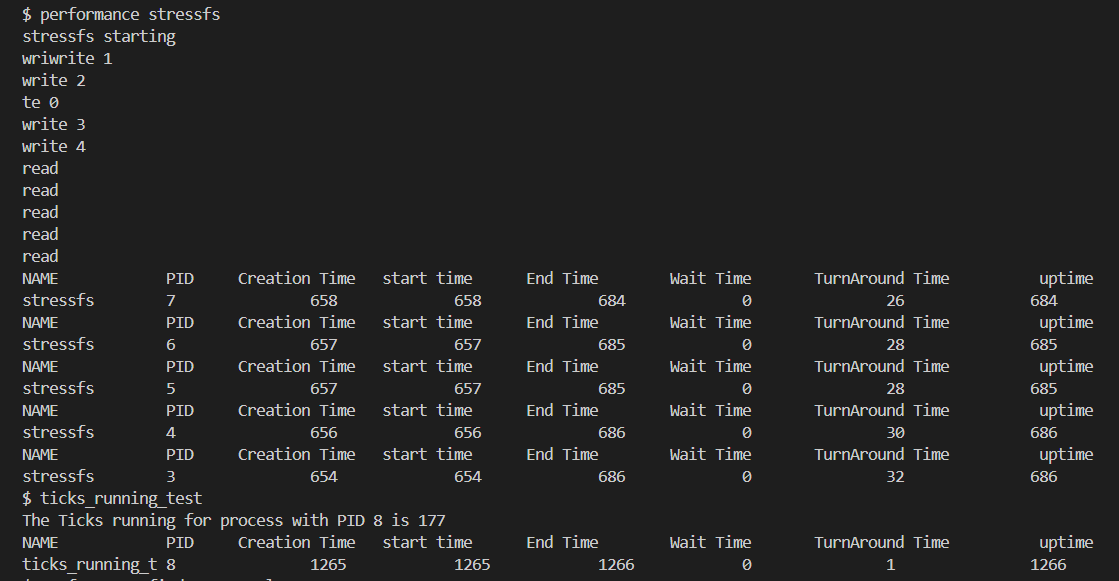 $ performance stressfs
stressfs starting
wriwrite 1
write 2
te 0
write 3
write 4
read
read
read
read
read
NAME PID Creation Time start time End Time Wait Time TurnAround Time uptime
stressfs 7 658 658 684 0 26 684
NAME PID Creation Time start time End Time Wait Time TurnAround Time uptime
stressfs 6 657 657 685 0 28 685
NAME PID Creation Time start time End Time Wait Time TurnAround Time uptime
stressfs 5 657 657 685 0 28 685
NAME PID Creation Time start time End Time Wait Time TurnAround Time uptime
stressfs 4 656 656 686 0 30 686
NAME PID Creation Time start time End Time Wait Time TurnAround Time uptime
stressfs 3 654 654 686 0 32 686
$ ticks_running_test
The Ticks running for process with PID 8 is 177
NAME PID Creation Time start time End Time Wait Time TurnAround Time uptime
ticks_running_t 8 1265 1265 1266 0 1 1266